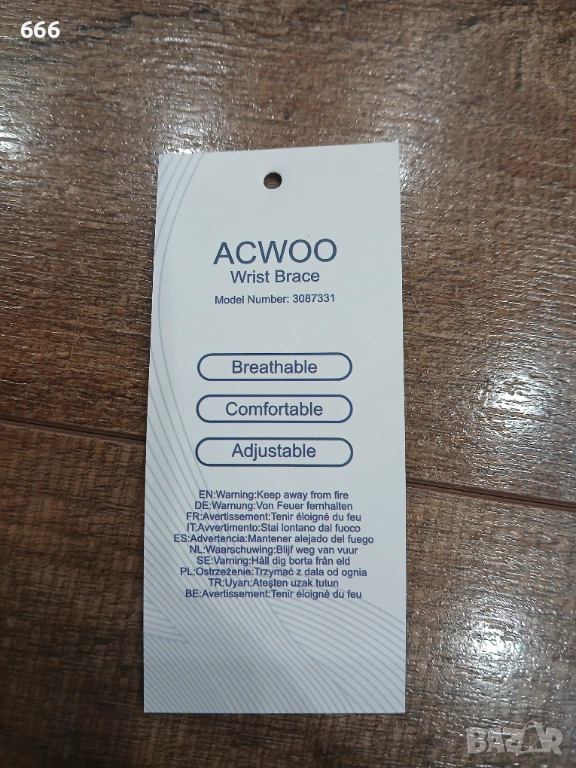 666
ACWOO
Wrist Brace
Model Number: 3087331
Breathable
Comfortable
Adjustable
EN:Warning:Keep away from fire
DE:Warnung:Von Feuer fernhalten
FR:Avertissement:Tenir éloigné du feu
IT:Avvertimento:Stai lontano dal fuoco
ES:Advertencia:Mantener alejado del fuego
NL:Waarschuwing:Blijf weg van vuur
SE:Varning:Håll dig borta från eld
PL:Ostrzeżenie:Trzymać z dala od ognia
TR:Uyarı:Ateşten uzak tutun
BE:Avertissement:Tenir éloigné du feu
BAZAR